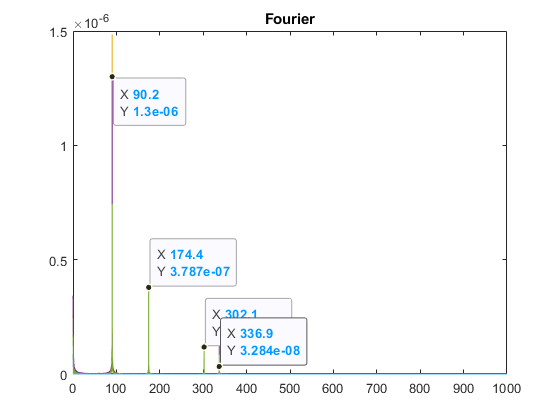 Fourier
×10-6
1.5
1
0.5
0
X 90.2
Y 1.3e-06
X 174.4
Y 3.787e-07
X 302.1
Y
X 336.9
Y 3.284e-08
0 100 200 300 400 500 600 700 800 900 1000